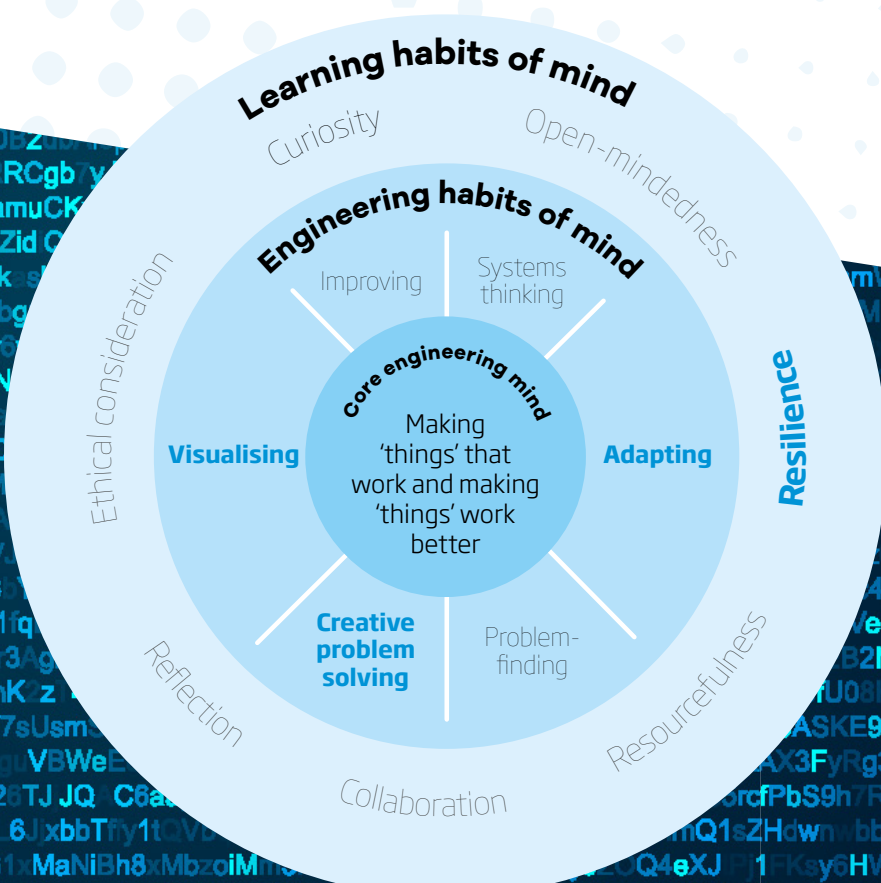 Learning habits of mind
Curiosity
Open-mindedness
Engineering habits of mind
Improving
Systems
thinking
Ethical consideration
Core engineering mind
Resilience
Visualising
Making
'things' that
work and making
'things' work
better
Adapting
Creative
problem
solving
Problem-
finding
Reflection
Resourcefulness
Collaboration